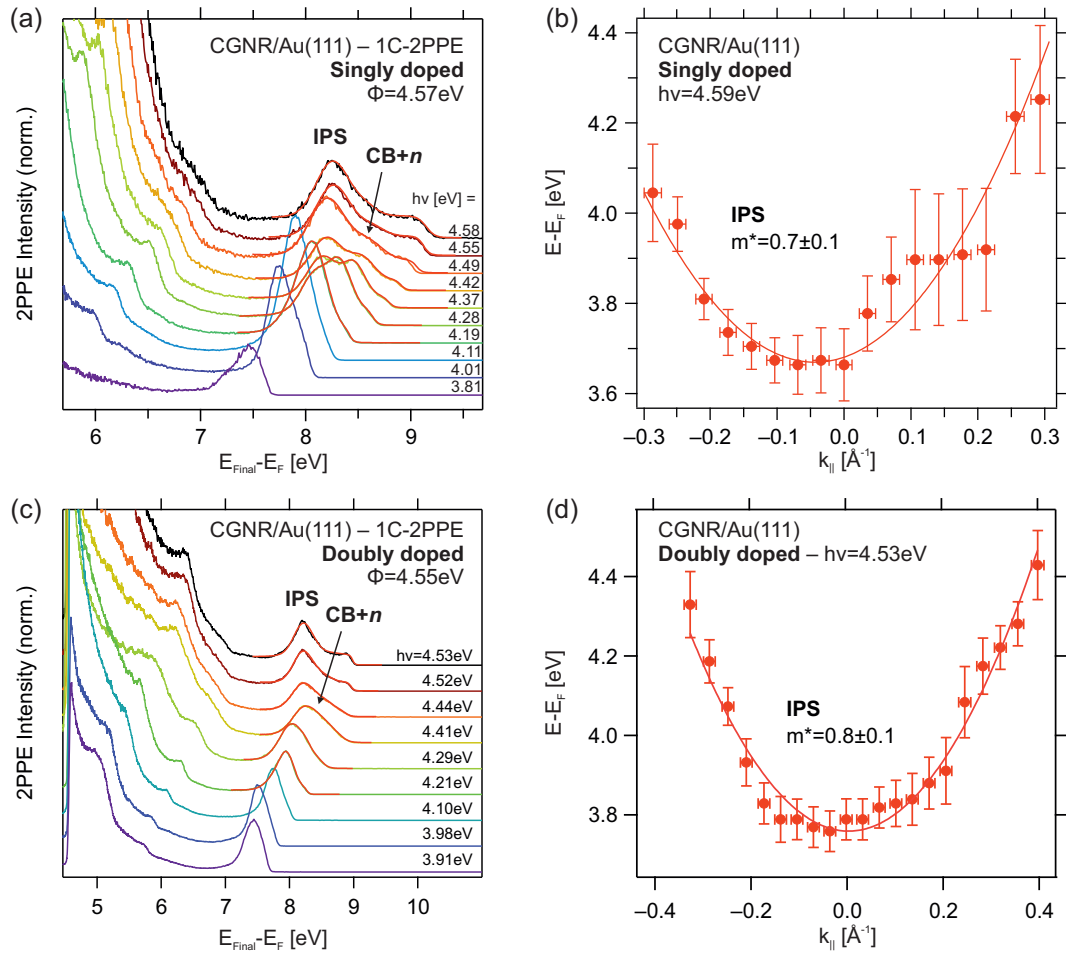 (a)
CGNR/Au(111) – 1C-2PPE
Singly doped
Φ=4.57eV
IPS
CB+n
hv [eV] =
4.58
4.55
4.49
4.42
4.37
4.28
4.19
4.11
4.01
3.81
2PPE Intensity (norm.)
6 7 8 9
E_Final-E_F [eV]
(b)
CGNR/Au(111)
Singly doped
hv=4.59eV
IPS
m*=0.7±0.1
4.4
4.2
4.0
3.8
3.6
E-E_F [eV]
–0.3 –0.2 –0.1 0.0 0.1 0.2 0.3
k_|| [Å⁻¹]
(c)
CGNR/Au(111) – 1C-2PPE
Doubly doped
Φ=4.55eV
IPS
CB+n
hv=4.53eV
4.52eV
4.44eV
4.41eV
4.29eV
4.21eV
4.10eV
3.98eV
3.91eV
2PPE Intensity (norm.)
5 6 7 8 9 10
E_Final-E_F [eV]
(d)
CGNR/Au(111)
Doubly doped – hv=4.53eV
IPS
m*=0.8±0.1
4.4
4.2
4.0
3.8
E-E_F [eV]
–0.4 –0.2 0.0 0.2 0.4
k_|| [Å⁻¹]